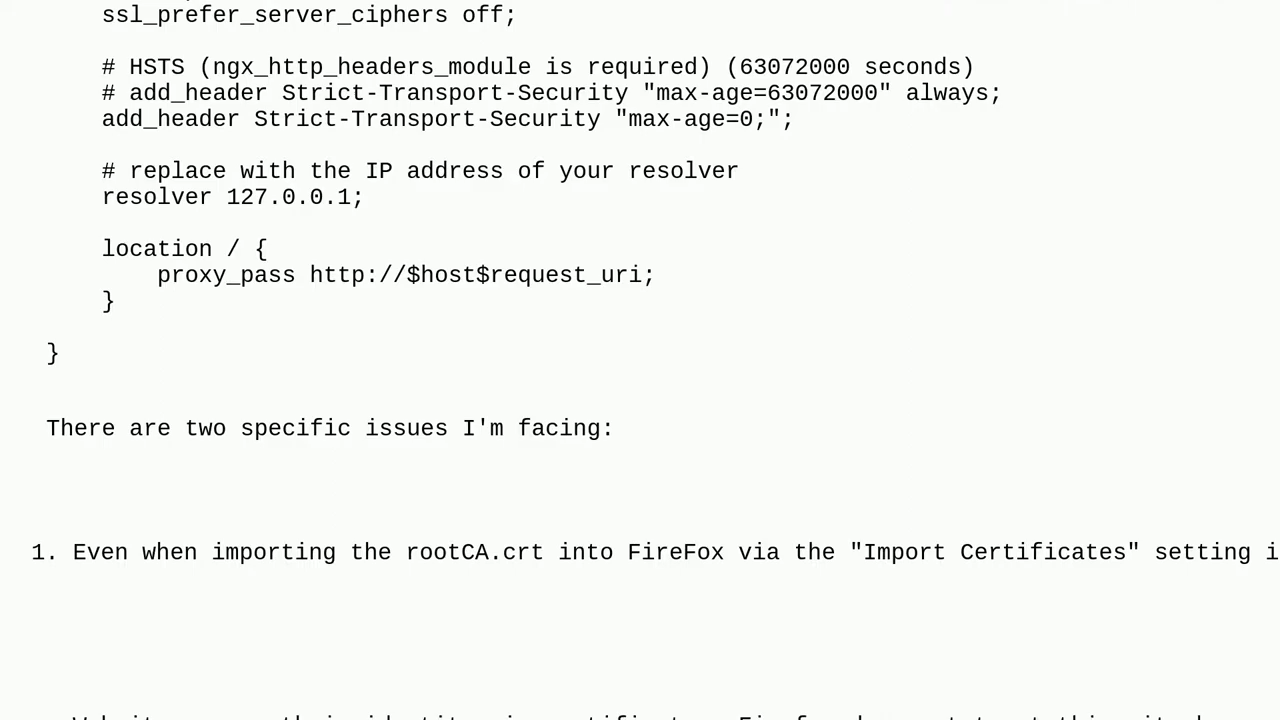 ssl_prefer_server_ciphers off;
# HSTS (ngx_http_headers_module is required) (63072000 seconds)
# add_header Strict-Transport-Security "max-age=63072000" always;
add_header Strict-Transport-Security "max-age=0;";
# replace with the IP address of your resolver
resolver 127.0.0.1;
location / {
proxy_pass http://$host$request_uri;
}
}
There are two specific issues I'm facing:
1. Even when importing the rootCA.crt into FireFox via the "Import Certificates" setting